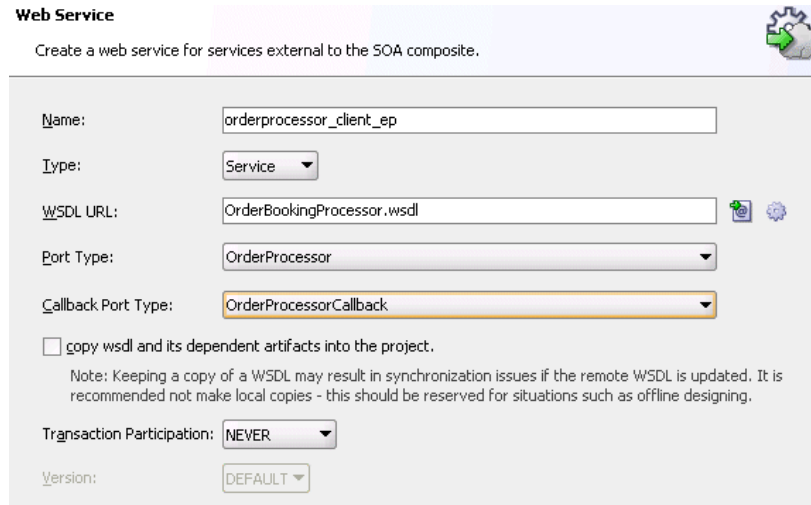 Web Service
Create a web service for services external to the SOA composite.
Name: orderprocessor_client_ep
Type: Service
WSDL URL: OrderBookingProcessor.wsdl
Port Type: OrderProcessor
Callback Port Type: OrderProcessorCallback
copy wsdl and its dependent artifacts into the project.
Note: Keeping a copy of a WSDL may result in synchronization issues if the remote WSDL is updated. It is
recommended not make local copies - this should be reserved for situations such as offline designing.
Transaction Participation: NEVER
Version: DEFAULT